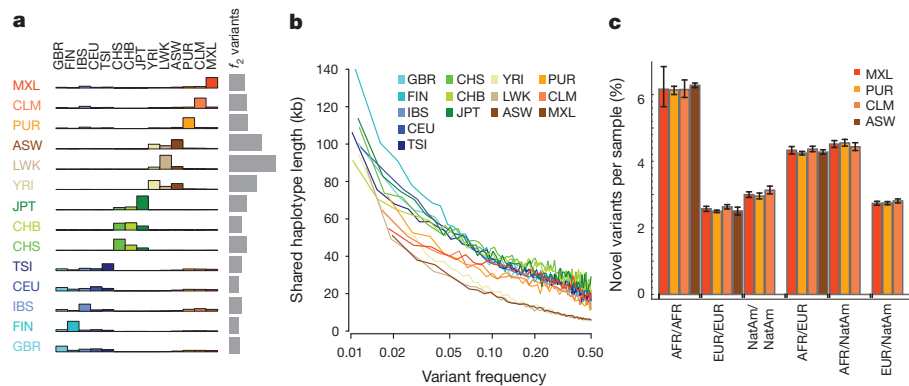 a
GBR FIN IBS CEU TSI CHS CHB JPT YRI LWK ASW PUR CLM MXL
f2 variants
MXL
CLM
PUR
ASW
LWK
YRI
JPT
CHB
CHS
TSI
CEU
IBS
FIN
GBR
b
Shared haplotype length (kb)
140
120
100
80
60
40
20
0
0.01 0.02 0.05 0.10 0.20 0.50
Variant frequency
GBR CHS YRI PUR
FIN CHB LWK CLM
IBS JPT ASW MXL
CEU
TSI
c
Novel variants per sample (%)
6
4
2
0
MXL
PUR
CLM
ASW
AFR/AFR
EUR/EUR
NatAm/
NatAm
AFR/EUR
AFR/NatAm
EUR/NatAm